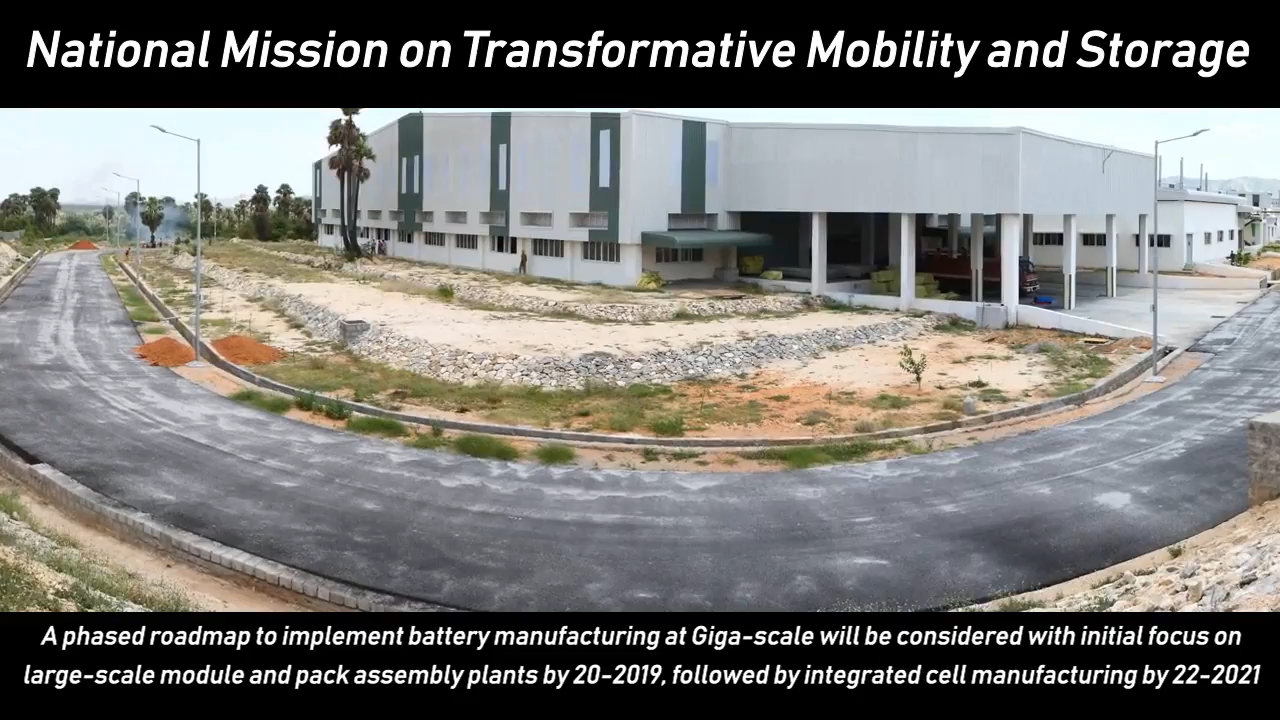 National Mission on Transformative Mobility and Storage
A phased roadmap to implement battery manufacturing at Giga-scale will be considered with initial focus on
large-scale module and pack assembly plants by 20-2019, followed by integrated cell manufacturing by 22-2021